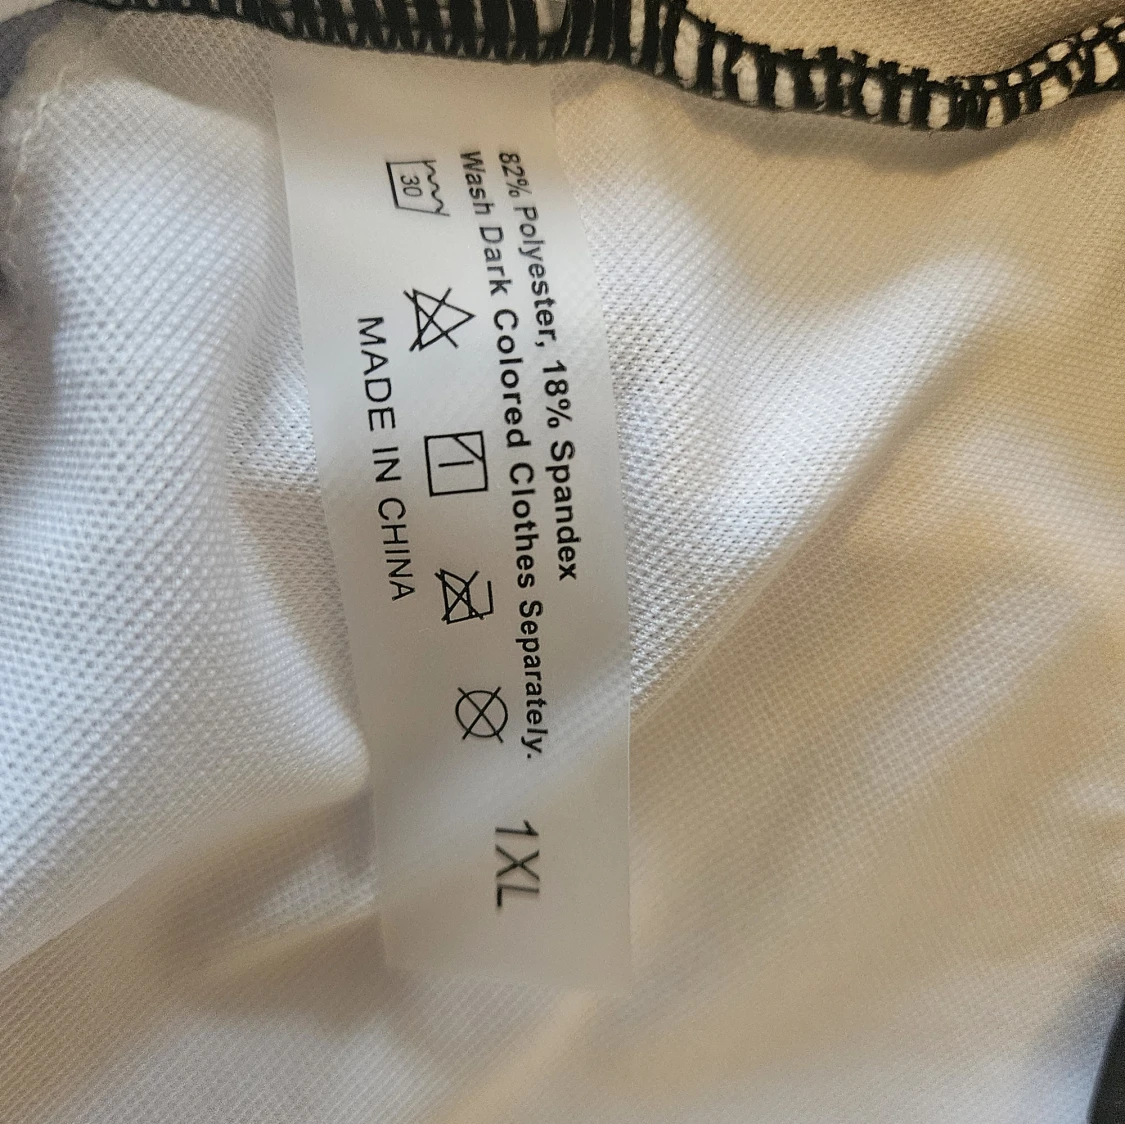 82% Polyester, 18% Spandex
Wash Dark Colored Clothes Separately.
30
MADE IN CHINA
1XL